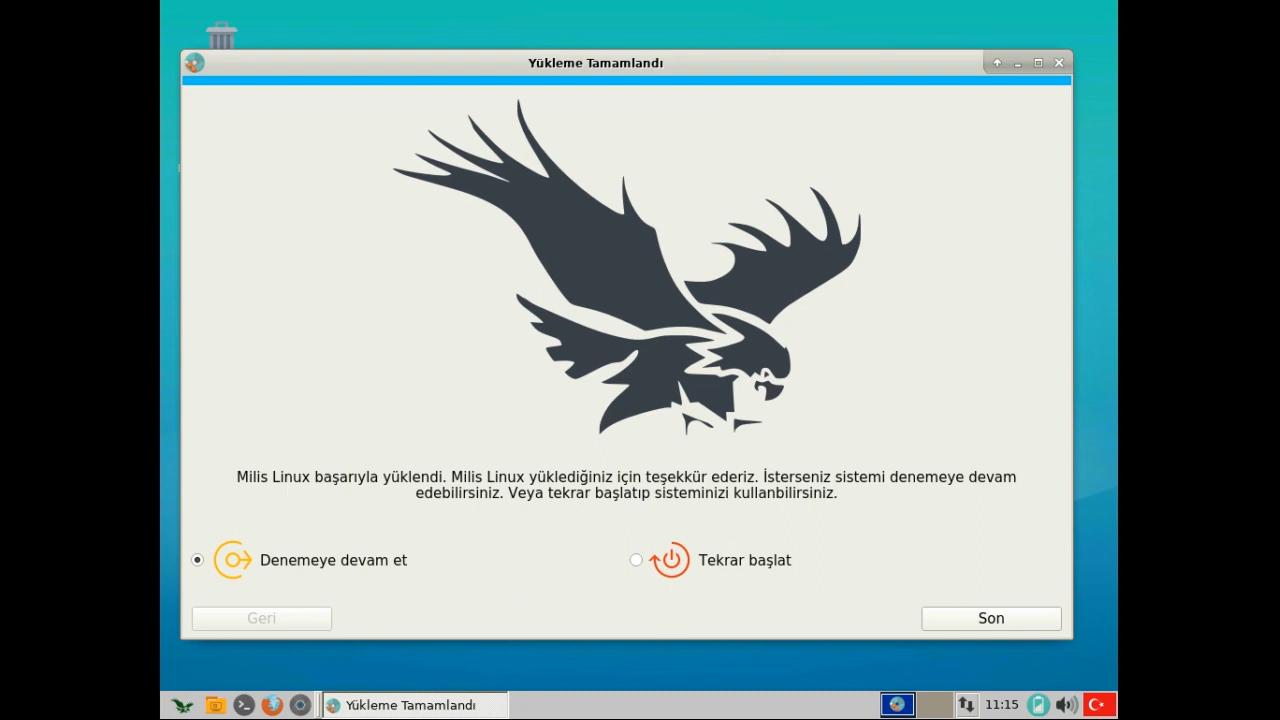 Yükleme Tamamlandı
Milis Linux başarıyla yüklendi. Milis Linux yüklediğiniz için teşekkür ederiz. İsterseniz sistemi denemeye devam
edebilirsiniz. Veya tekrar başlatıp sisteminizi kullanbilirsiniz.
Denemeye devam et
Tekrar başlat
Geri
Son
Yükleme Tamamlandı
11:15